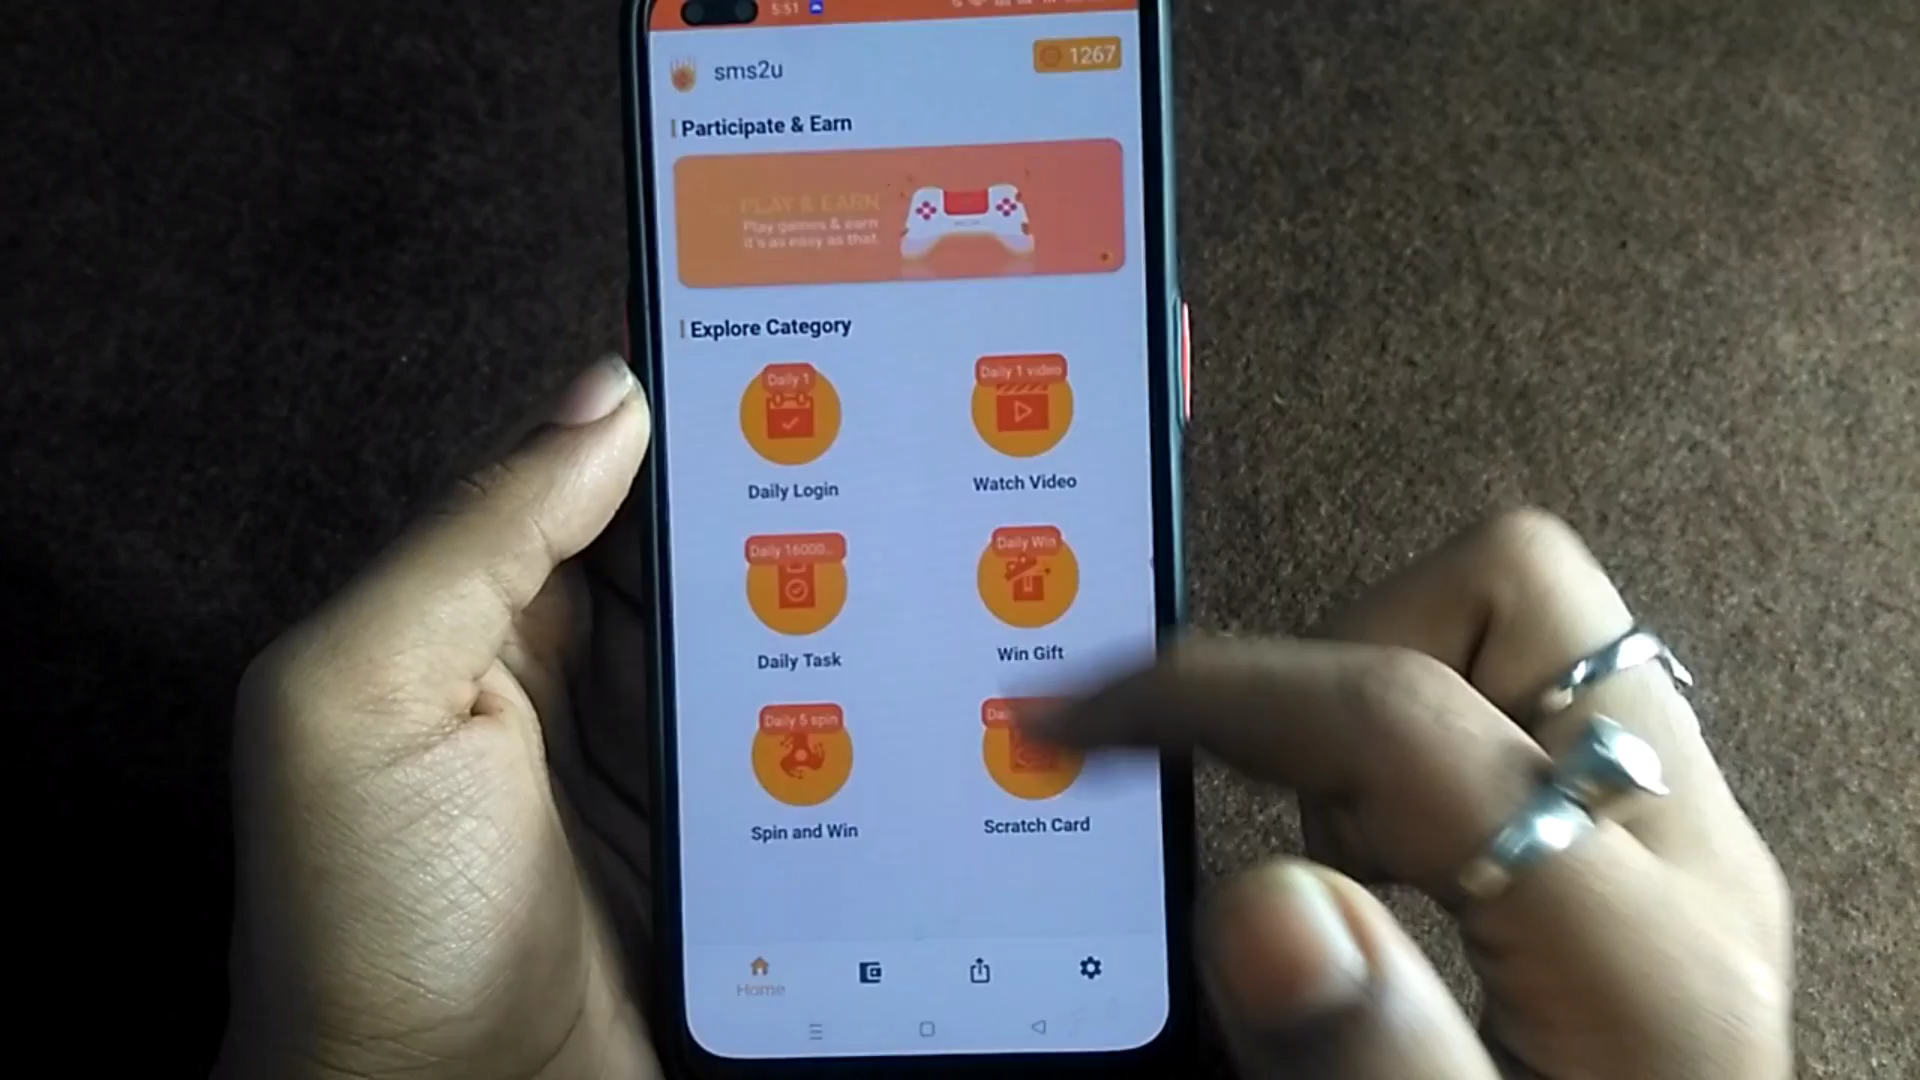 5:51
sms2u
1267
Participate & Earn
PLAY & EARN
Play games & earn
it's as easy as that.
Explore Category
Daily 1
Daily 1 video
Daily Login
Watch Video
Daily 16000...
Daily Win
Daily Task
Win Gift
Daily 5 spin
Spin and Win
Scratch Card
Home